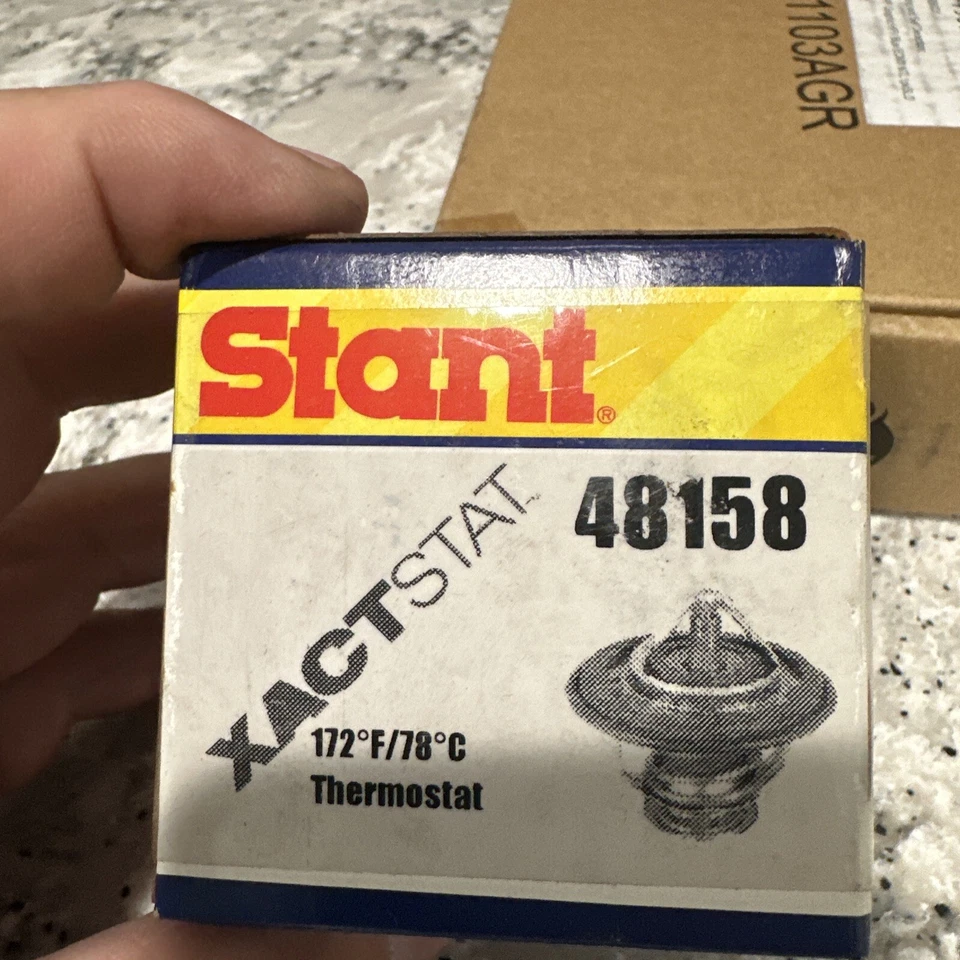 1103AGR
Stant®
XACTSTAT
48158
172°F/78°C
Thermostat